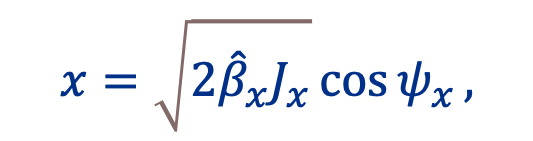 x = √(2β̂ₓJₓ) cos ψₓ ,